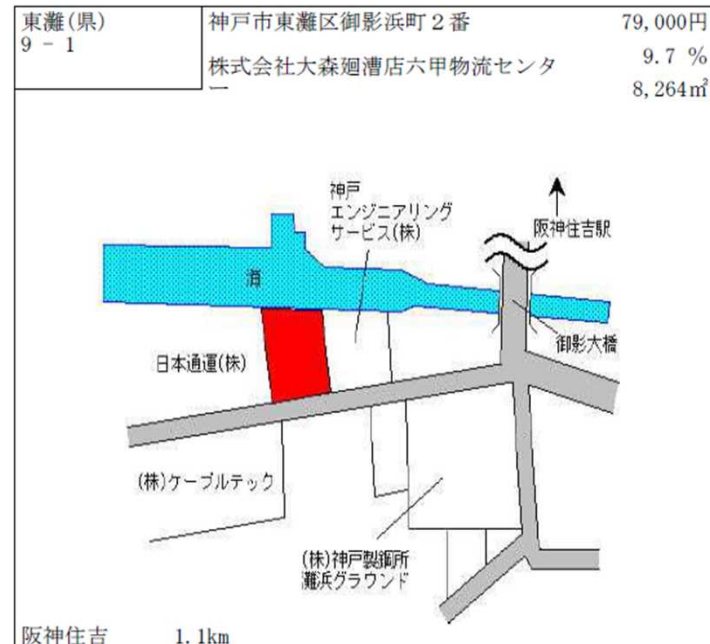 東灘(県)
9 - 1
神戸市東灘区御影浜町２番
79,000円
9.7 %
株式会社大森廻漕店六甲物流センタ
ー
8,264㎡
神戸
エンジニアリング
サービス(株)
阪神住吉駅
海
御影大橋
日本通運(株)
(株)ケーブルテック
(株)神戸製鋼所
灘浜グラウンド
阪神住吉 1.1km